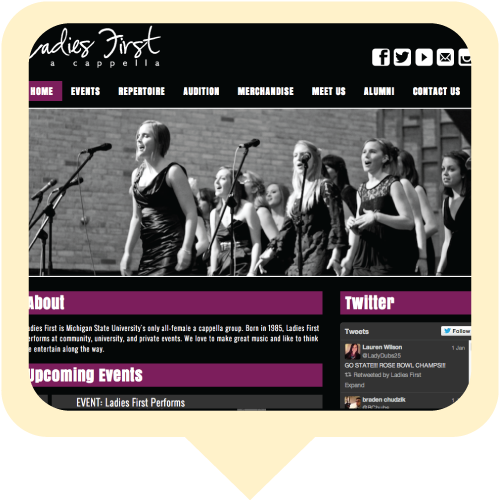 Ladies First
a cappella
HOME EVENTS REPERTOIRE AUDITION MERCHANDISE MEET US ALUMNI CONTACT US
About
adies First is Michigan State University's only all-female a cappella group. Born in 1985, Ladies First
erforms at community, university, and private events. We love to make great music and like to think
e entertain along the way.
Upcoming Events
EVENT: Ladies First Performs
Twitter
Tweets Follow
Lauren Wilson 1 Jan
@LadyDubs25
GO STATE!!! ROSE BOWL CHAMPS!!!
Retweeted by Ladies First
Expand
braden chudzik